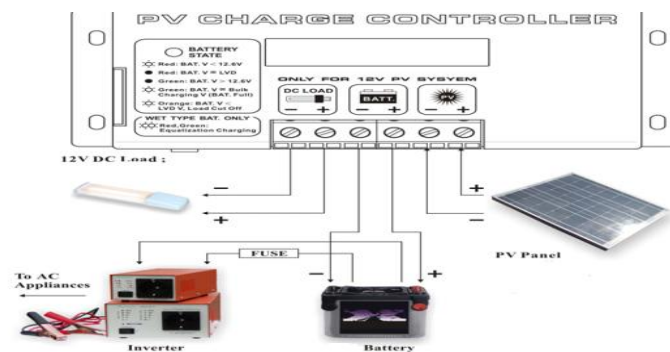 PV CHARGE CONTROLLER
BATTERY
STATE
Red: BAT. V < 12.6V
Red: BAT. V = LVD
Green: BAT. V > 12.6V
Green: BAT. V = Bulk
Charging V (BAT. Full)
Orange: BAT. V <
LVD V, Load Cut Off
WET TYPE BAT. ONLY
Red,Green:
Equalization Charging
ONLY FOR 12V PV SYSYEM
DC LOAD
BATT.
PV
− + − + − +
12V DC Load ;
−
+
+
−
PV Panel
FUSE
− +
To AC
Appliances
Inverter
Battery